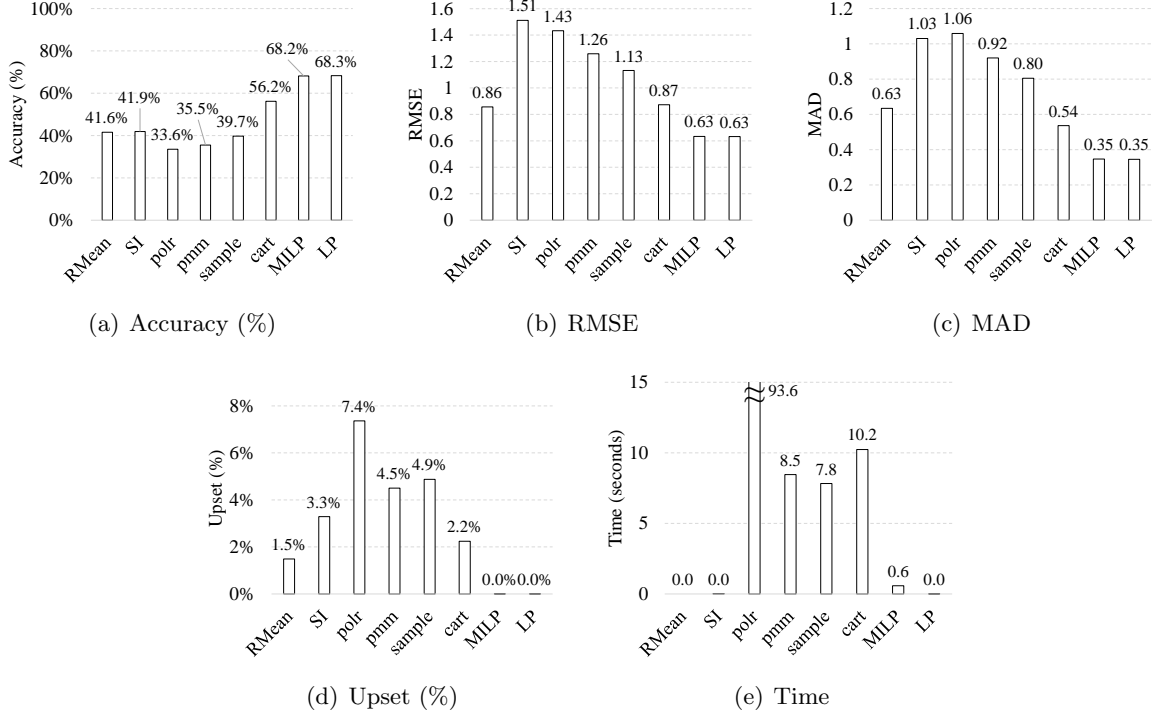 100%
80%
60%
40%
20%
0%
Accuracy (%)
41.6%
41.9%
33.6%
35.5%
39.7%
56.2%
68.2%
68.3%
RMean
SI
polr
pmm
sample
cart
MILP
LP
(a) Accuracy (%)
1.6
1.4
1.2
1
0.8
0.6
0.4
0.2
0
RMSE
0.86
1.51
1.43
1.26
1.13
0.87
0.63
0.63
RMean
SI
polr
pmm
sample
cart
MILP
LP
(b) RMSE
1.2
1
0.8
0.6
0.4
0.2
0
MAD
0.63
1.03
1.06
0.92
0.80
0.54
0.35
0.35
RMean
SI
polr
pmm
sample
cart
MILP
LP
(c) MAD
8%
6%
4%
2%
0%
Upset (%)
1.5%
3.3%
7.4%
4.5%
4.9%
2.2%
0.0%
0.0%
RMean
SI
polr
pmm
sample
cart
MILP
LP
(d) Upset (%)
15
10
5
0
Time (seconds)
0.0
0.0
93.6
8.5
7.8
10.2
0.6
0.0
RMean
SI
polr
pmm
sample
cart
MILP
LP
(e) Time